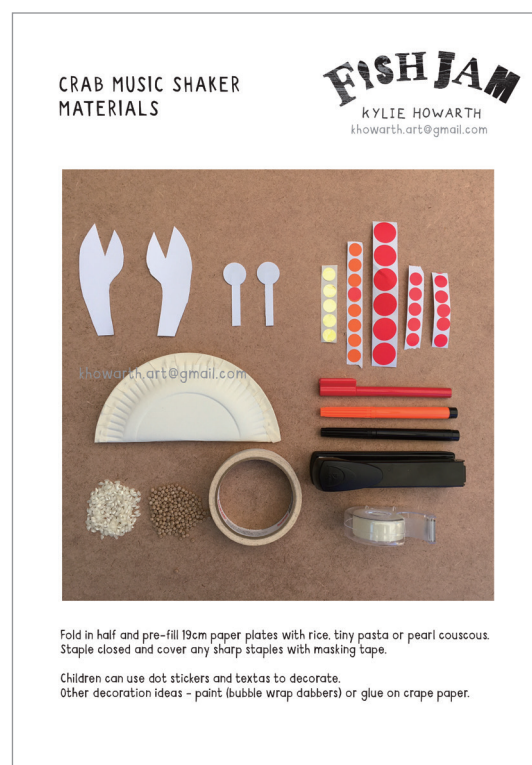 CRAB MUSIC SHAKER
MATERIALS
FISH JAM
KYLIE HOWARTH
khowarth.art@gmail.com
khowarth.art@gmail.com
Fold in half and pre-fill 19cm paper plates with rice, tiny pasta or pearl couscous.
Staple closed and cover any sharp staples with masking tape.
Children can use dot stickers and textas to decorate.
Other decoration ideas - paint (bubble wrap dabbers) or glue on crape paper.